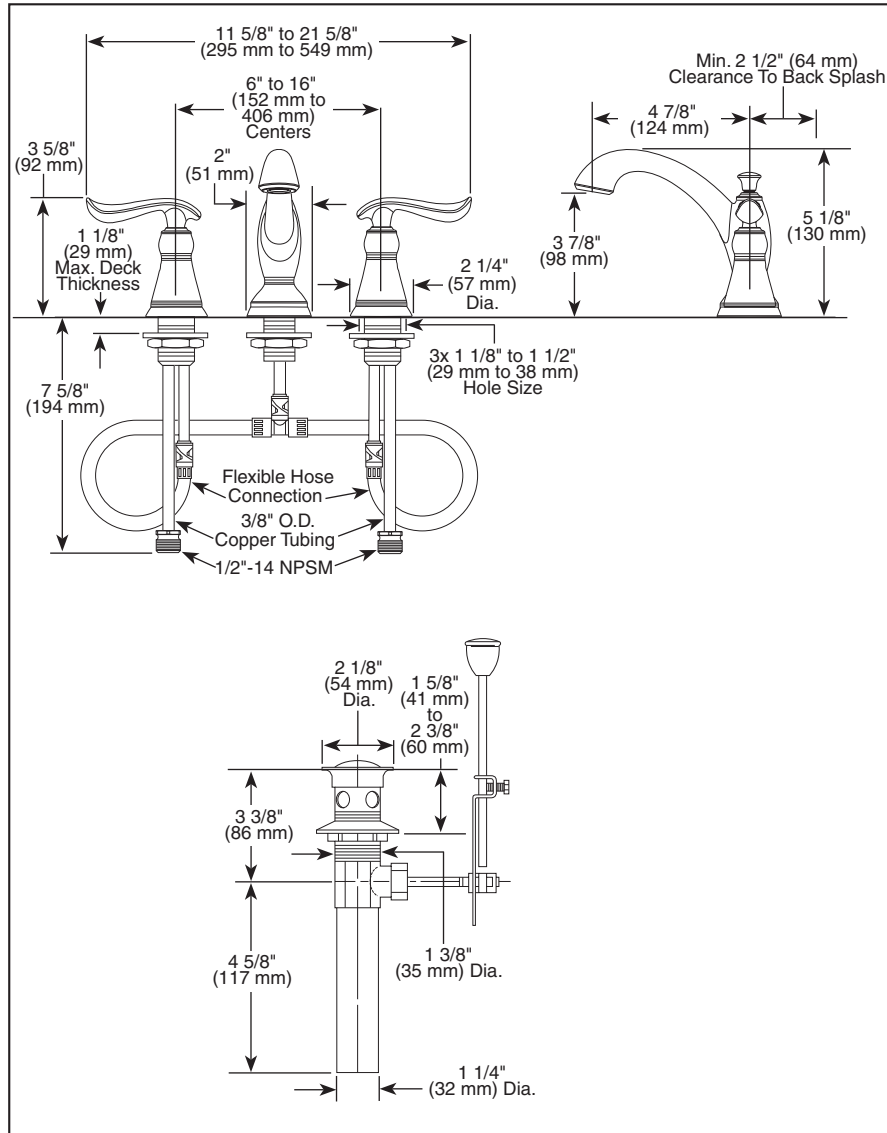 11 5/8" to 21 5/8"
(295 mm to 549 mm)
6" to 16"
(152 mm to
406 mm)
Centers
3 5/8"
(92 mm)
2"
(51 mm)
1 1/8"
(29 mm)
Max. Deck
Thickness
2 1/4"
(57 mm)
Dia.
Min. 2 1/2" (64 mm)
Clearance To Back Splash
4 7/8"
(124 mm)
3 7/8"
(98 mm)
5 1/8"
(130 mm)
3x 1 1/8" to 1 1/2"
(29 mm to 38 mm)
Hole Size
7 5/8"
(194 mm)
Flexible Hose
Connection
3/8" O.D.
Copper Tubing
1/2"-14 NPSM
2 1/8"
(54 mm)
Dia.
1 5/8"
(41 mm)
to
2 3/8"
(60 mm)
3 3/8"
(86 mm)
4 5/8"
(117 mm)
1 3/8"
(35 mm) Dia.
1 1/4"
(32 mm) Dia.